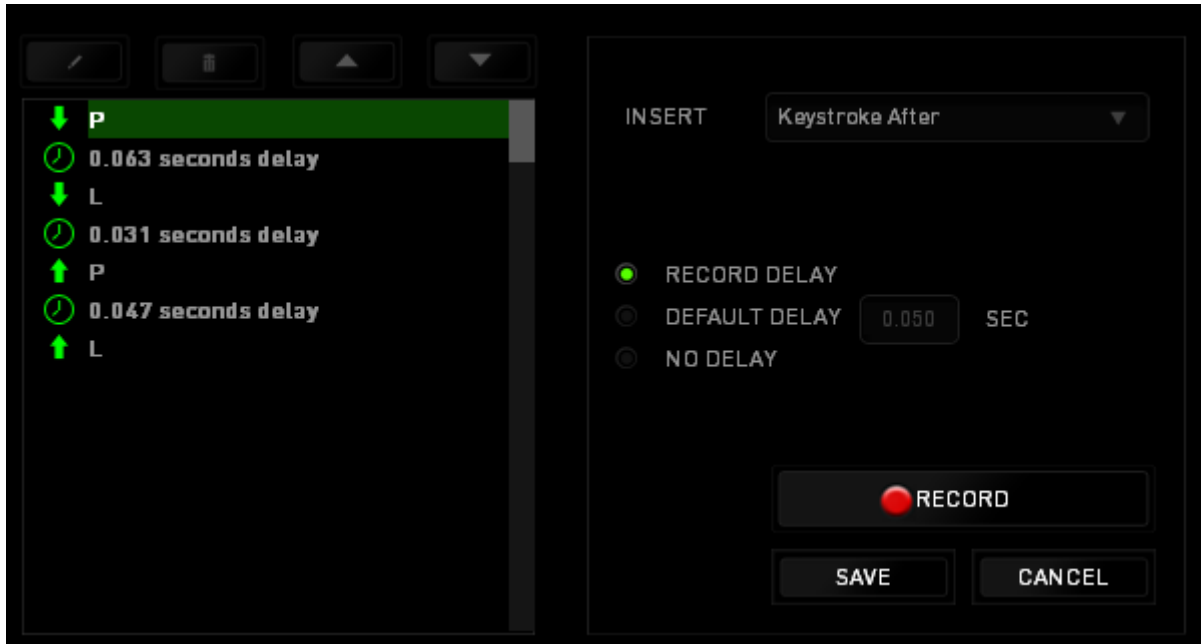 P
0.063 seconds delay
L
0.031 seconds delay
P
0.047 seconds delay
L
INSERT Keystroke After
RECORD DELAY
DEFAULT DELAY 0.050 SEC
NO DELAY
RECORD
SAVE CANCEL